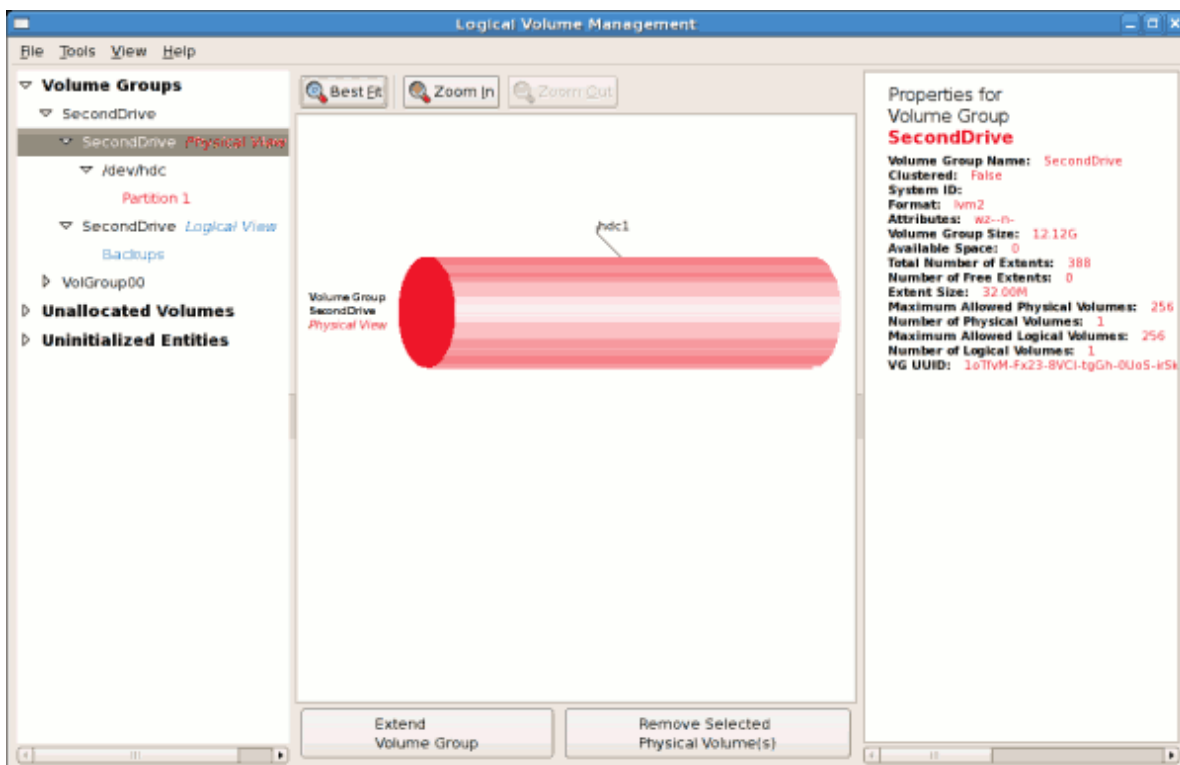 Logical Volume Management
File Tools View Help
Volume Groups
SecondDrive
SecondDrive Physical View
/dev/hdc
Partition 1
SecondDrive Logical View
Backups
VolGroup00
Unallocated Volumes
Uninitialized Entities
Best Fit Zoom In Zoom Out
hdc1
Volume Group
SecondDrive
Physical View
Extend
Volume Group
Remove Selected
Physical Volume(s)
Properties for
Volume Group
SecondDrive
Volume Group Name: SecondDrive
Clustered: False
System ID:
Format: lvm2
Attributes: wz--n-
Volume Group Size: 12.12G
Available Space: 0
Total Number of Extents: 388
Number of Free Extents: 0
Extent Size: 32.00M
Maximum Allowed Physical Volumes: 256
Number of Physical Volumes: 1
Maximum Allowed Logical Volumes: 256
Number of Logical Volumes: 1
VG UUID: